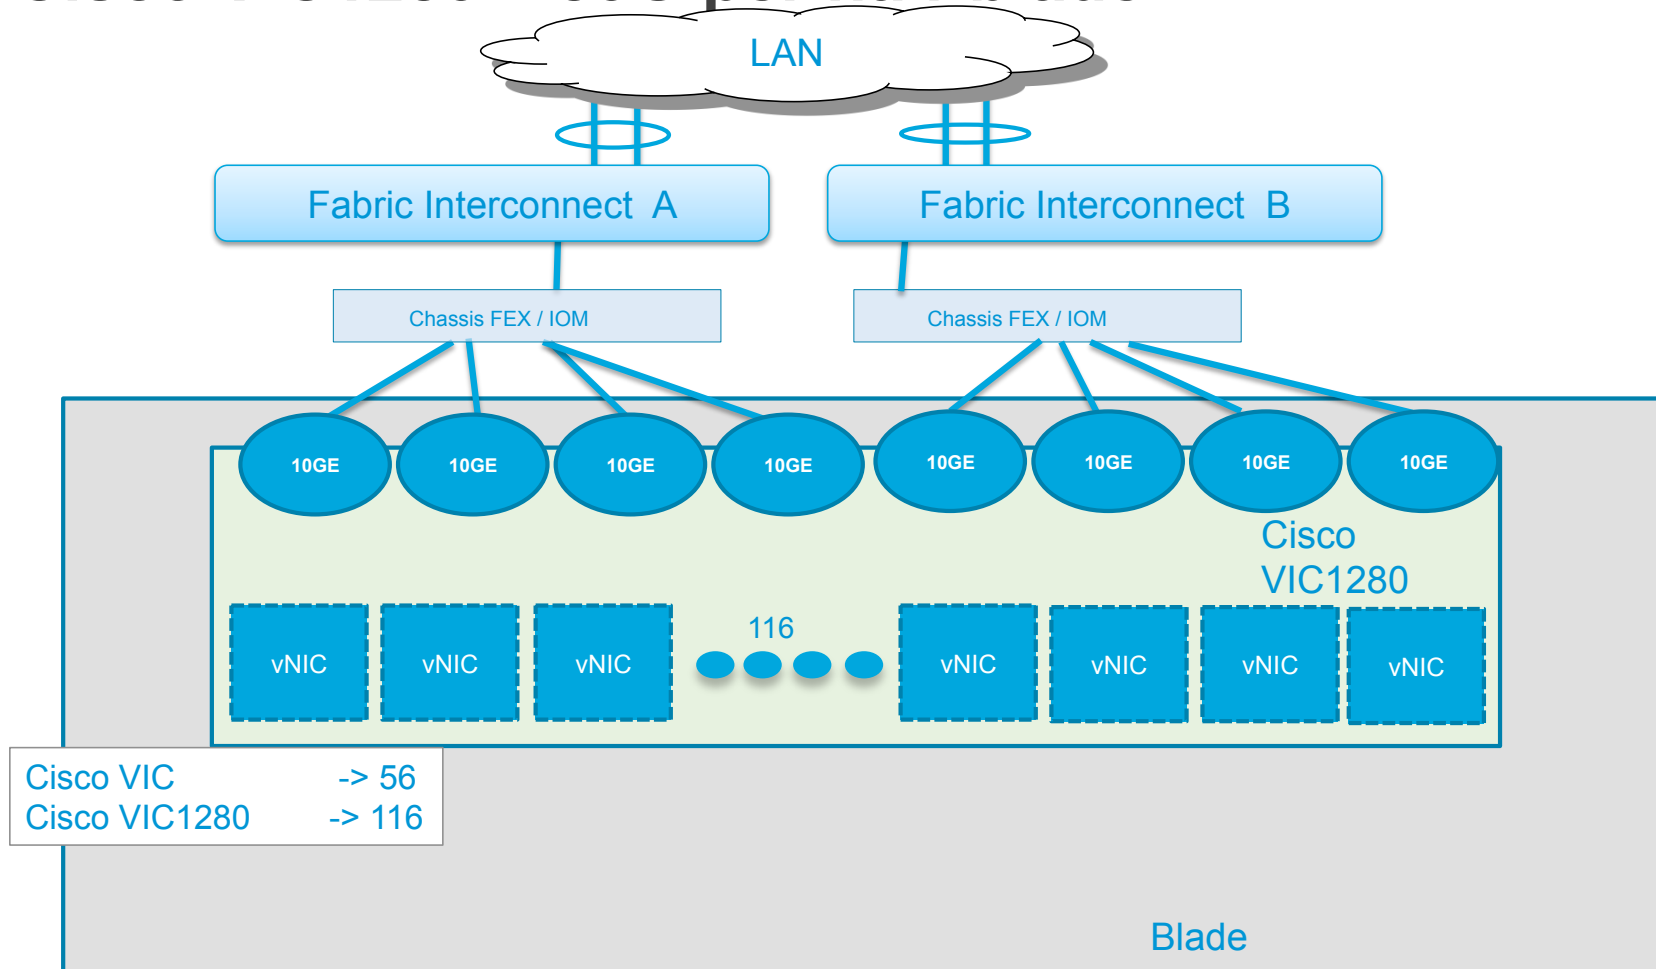 LAN
Fabric Interconnect A
Fabric Interconnect B
Chassis FEX / IOM
Chassis FEX / IOM
10GE
10GE
10GE
10GE
10GE
10GE
10GE
10GE
Cisco
VIC1280
116
vNIC
vNIC
vNIC
vNIC
vNIC
vNIC
vNIC
Cisco VIC -> 56
Cisco VIC1280 -> 116
Blade